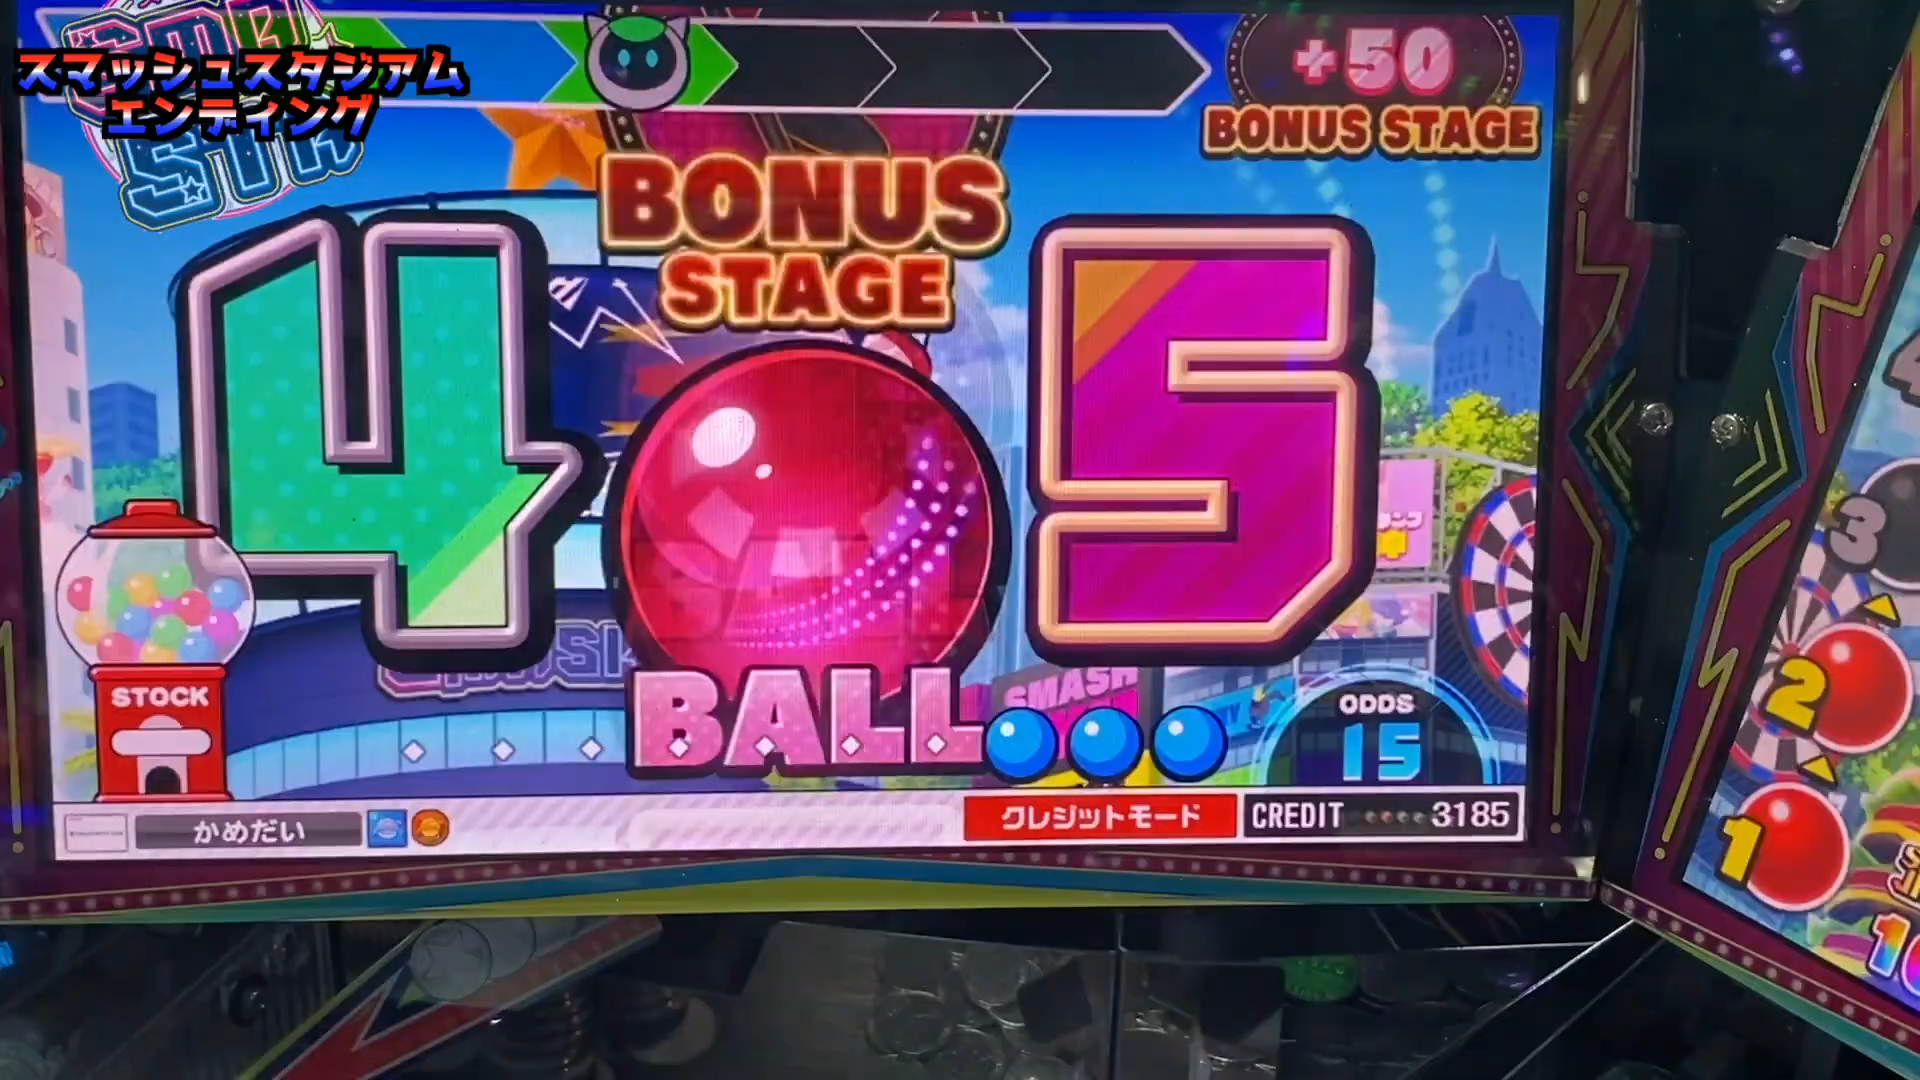 スマッシュスタジアム
エンディング
+50
BONUS STAGE
BONUS
STAGE
4
5
BALL
SMASH
STOCK
ODDS
15
かめだい
クレジットモード
CREDIT
3185
3
2
1